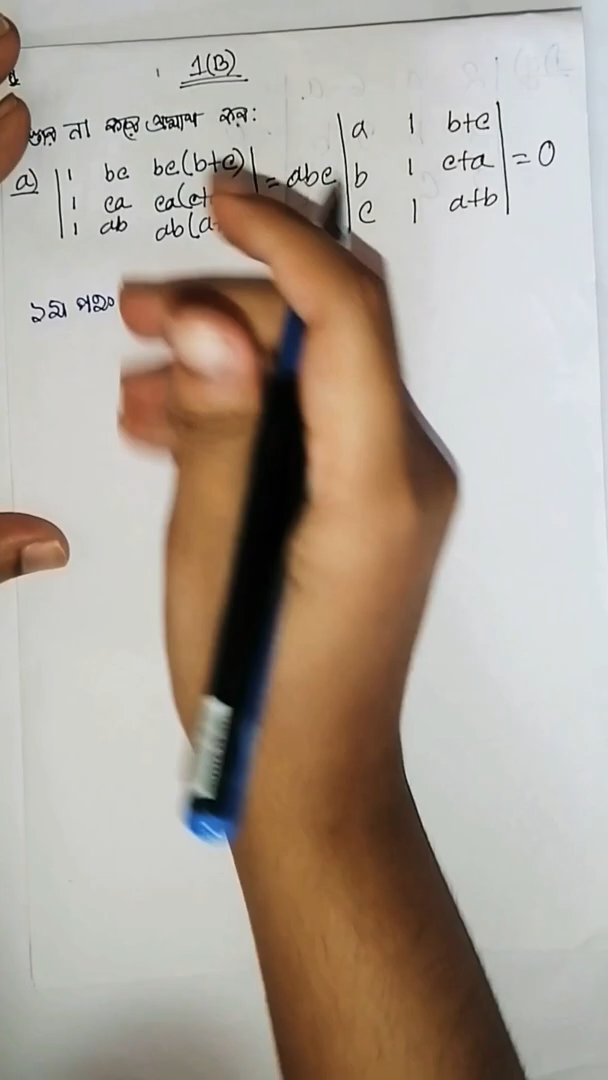 1(B)
না করে প্রমাণ কর:
a) | 1 bc bc(b+c) | = abc | a 1 b+c | = 0
| 1 ca ca(c+ | b 1 c+a |
| 1 ab ab(a+ | c 1 a+b |
১ম পক্ষ